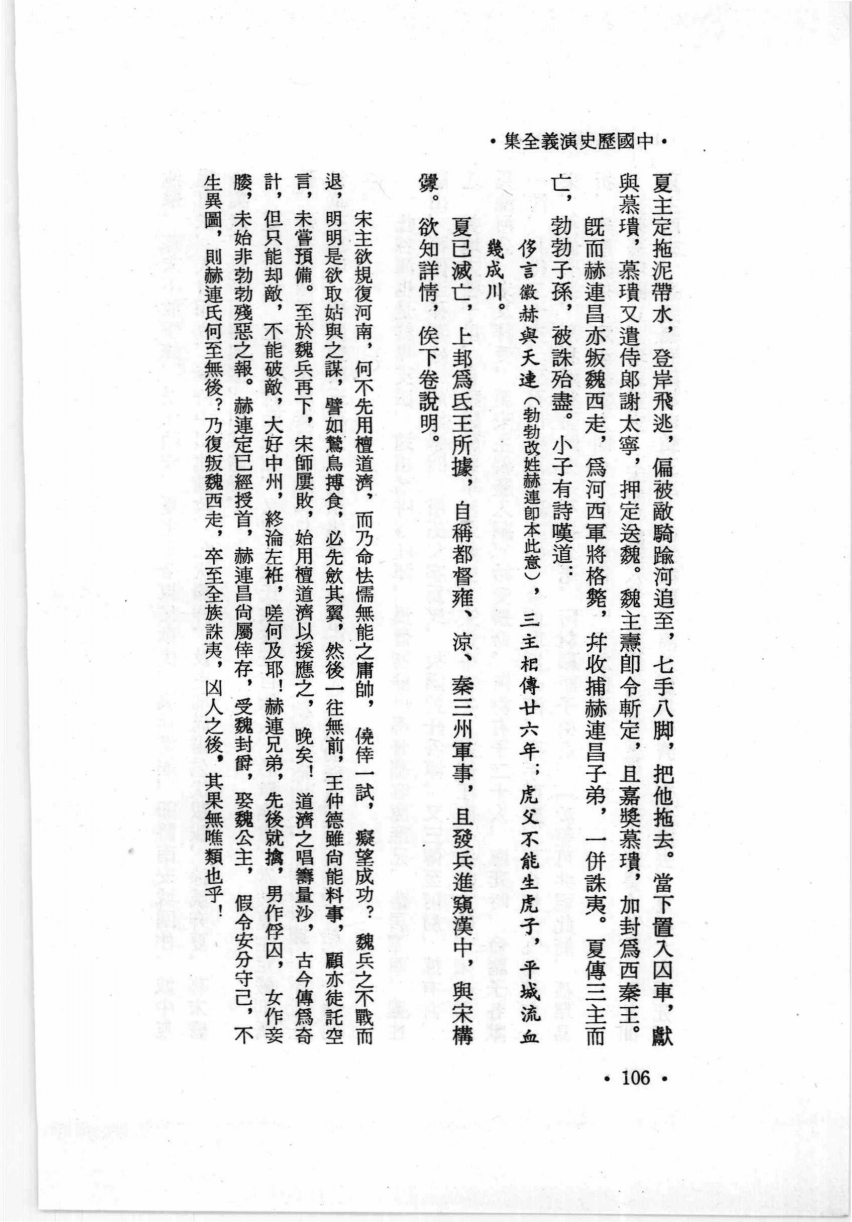 •中國歷史演義全集•
夏主定拖泥帶水，登岸飛逃，偏被敵騎踰河追至，七手八脚，把他拖去。當下置入囚車，獻
與慕璝，慕璝又遣侍郎謝太寧，押定送魏。魏主燾卽令斬定，且嘉獎慕璝，加封爲西秦王。
旣而赫連昌亦叛魏西走，爲河西軍將格斃，幷收捕赫連昌子弟，一併誅夷。夏傳三主而
亡，勃勃子孫，被誅殆盡。小子有詩嘆道：
侈言徽赫與天連（勃勃改姓赫連卽本此意），三主相傳廿六年；虎父不能生虎子，平城流血
幾成川。
夏已滅亡，上邽爲氐王所據，自稱都督雍、涼、秦三州軍事，且發兵進窺漢中，與宋構
釁。欲知詳情，俟下卷說明。
宋主欲規復河南，何不先用檀道濟，而乃命怯懦無能之庸帥，僥倖一試，癡望成功？魏兵之不戰而
退，明明是欲取姑與之謀，譬如鷙鳥搏食，必先斂其翼，然後一往無前，王仲德雖尙能料事，顧亦徒託空
言，未嘗預備。至於魏兵再下，宋師屢敗，始用檀道濟以援應之，晚矣！道濟之唱籌量沙，古今傳爲奇
計，但只能却敵，不能破敵，大好中州，終淪左袵，嗟何及耶！赫連兄弟，先後就擒，男作俘囚，女作妾
媵，未始非勃勃殘惡之報。赫連定已經授首，赫連昌尙屬倖存，受魏封爵，娶魏公主，假令安分守己，不
生異圖，則赫連氏何至無後？乃復叛魏西走，卒至全族誅夷，凶人之後，其果無噍類也乎！
•106•